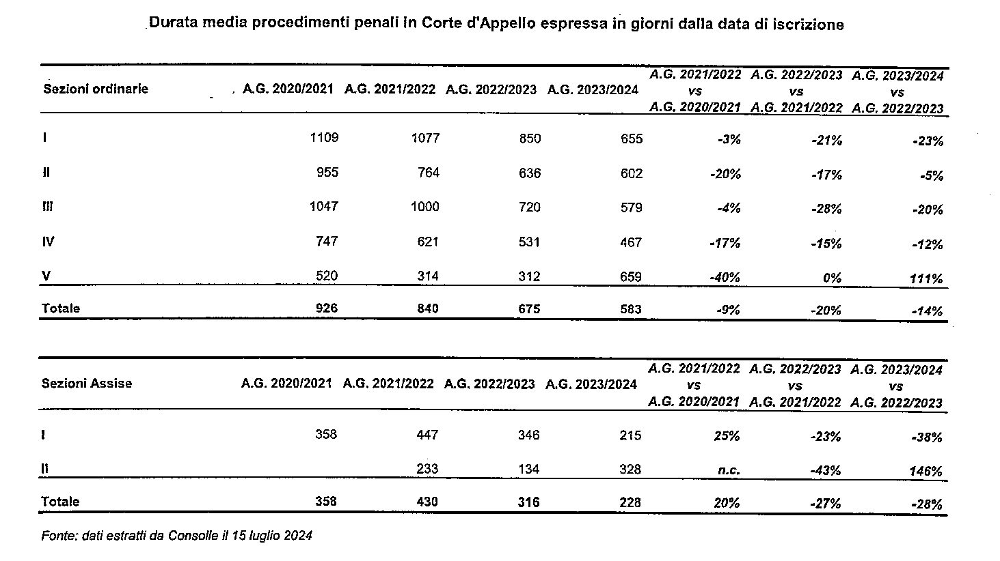 Durata media procedimenti penali in Corte d'Appello espressa in giorni dalla data di iscrizione
Sezioni ordinarie A.G. 2020/2021 A.G. 2021/2022 A.G. 2022/2023 A.G. 2023/2024 A.G. 2021/2022 vs A.G. 2020/2021 A.G. 2022/2023 vs A.G. 2021/2022 A.G. 2023/2024 vs A.G. 2022/2023
I 1109 1077 850 655 -3% -21% -23%
II 955 764 636 602 -20% -17% -5%
III 1047 1000 720 579 -4% -28% -20%
IV 747 621 531 467 -17% -15% -12%
V 520 314 312 659 -40% 0% 111%
Totale 926 840 675 583 -9% -20% -14%
Sezioni Assise A.G. 2020/2021 A.G. 2021/2022 A.G. 2022/2023 A.G. 2023/2024 A.G. 2021/2022 vs A.G. 2020/2021 A.G. 2022/2023 vs A.G. 2021/2022 A.G. 2023/2024 vs A.G. 2022/2023
I 358 447 346 215 25% -23% -38%
II 233 134 328 n.c. -43% 146%
Totale 358 430 316 228 20% -27% -28%
Fonte: dati estratti da Consolle il 15 luglio 2024